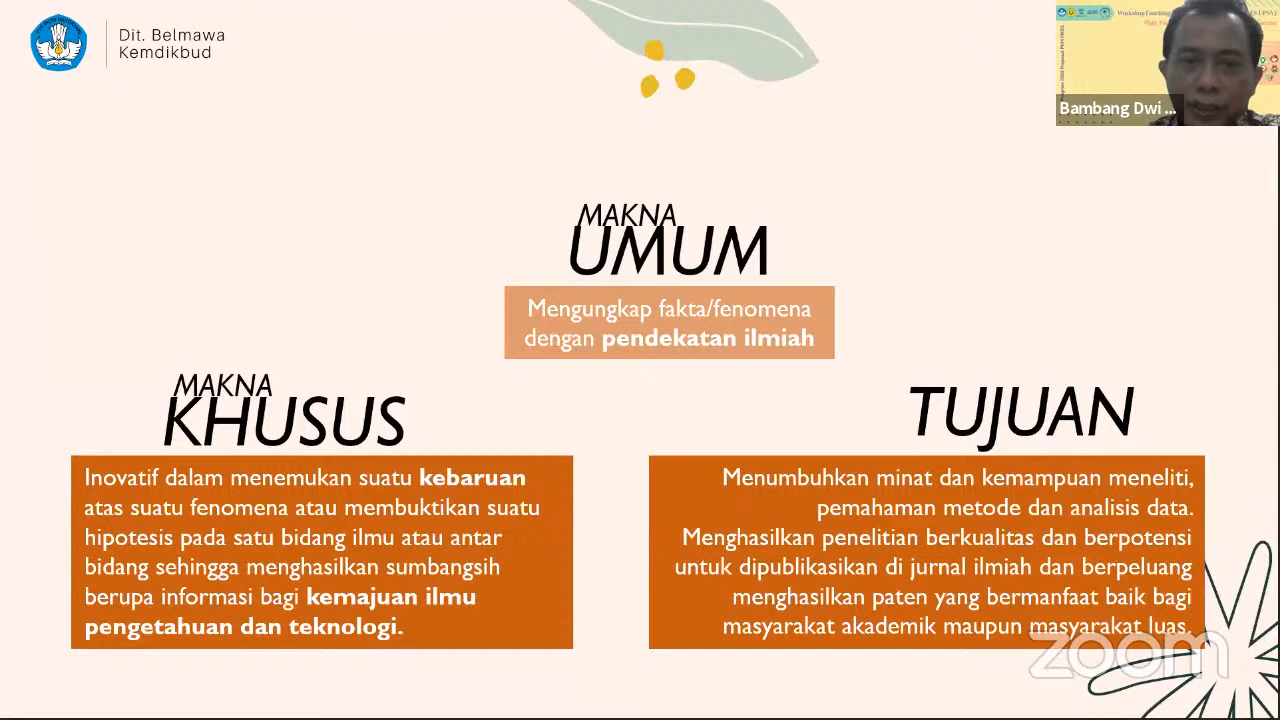 Dit. Belmawa
Kemdikbud
Bambang Dwi ...
MAKNA
UMUM
Mengungkap fakta/fenomena
dengan pendekatan ilmiah
MAKNA
KHUSUS
Inovatif dalam menemukan suatu kebaruan
atas suatu fenomena atau membuktikan suatu
hipotesis pada satu bidang ilmu atau antar
bidang sehingga menghasilkan sumbangsih
berupa informasi bagi kemajuan ilmu
pengetahuan dan teknologi.
TUJUAN
Menumbuhkan minat dan kemampuan meneliti,
pemahaman metode dan analisis data.
Menghasilkan penelitian berkualitas dan berpotensi
untuk dipublikasikan di jurnal ilmiah dan berpeluang
menghasilkan paten yang bermanfaat baik bagi
masyarakat akademik maupun masyarakat luas.
zoom